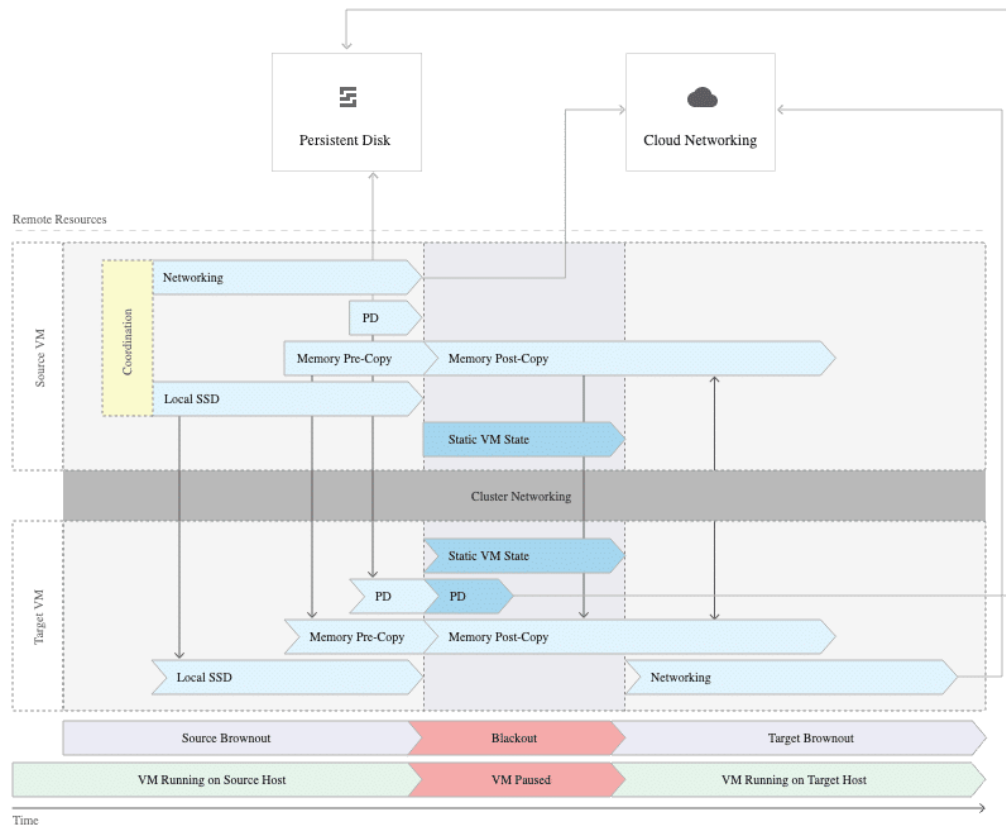 Persistent Disk
Cloud Networking
Remote Resources
Source VM
Coordination
Networking
PD
Memory Pre-Copy
Memory Post-Copy
Local SSD
Static VM State
Cluster Networking
Target VM
Static VM State
PD
PD
Memory Pre-Copy
Memory Post-Copy
Local SSD
Networking
Source Brownout
Blackout
Target Brownout
VM Running on Source Host
VM Paused
VM Running on Target Host
Time